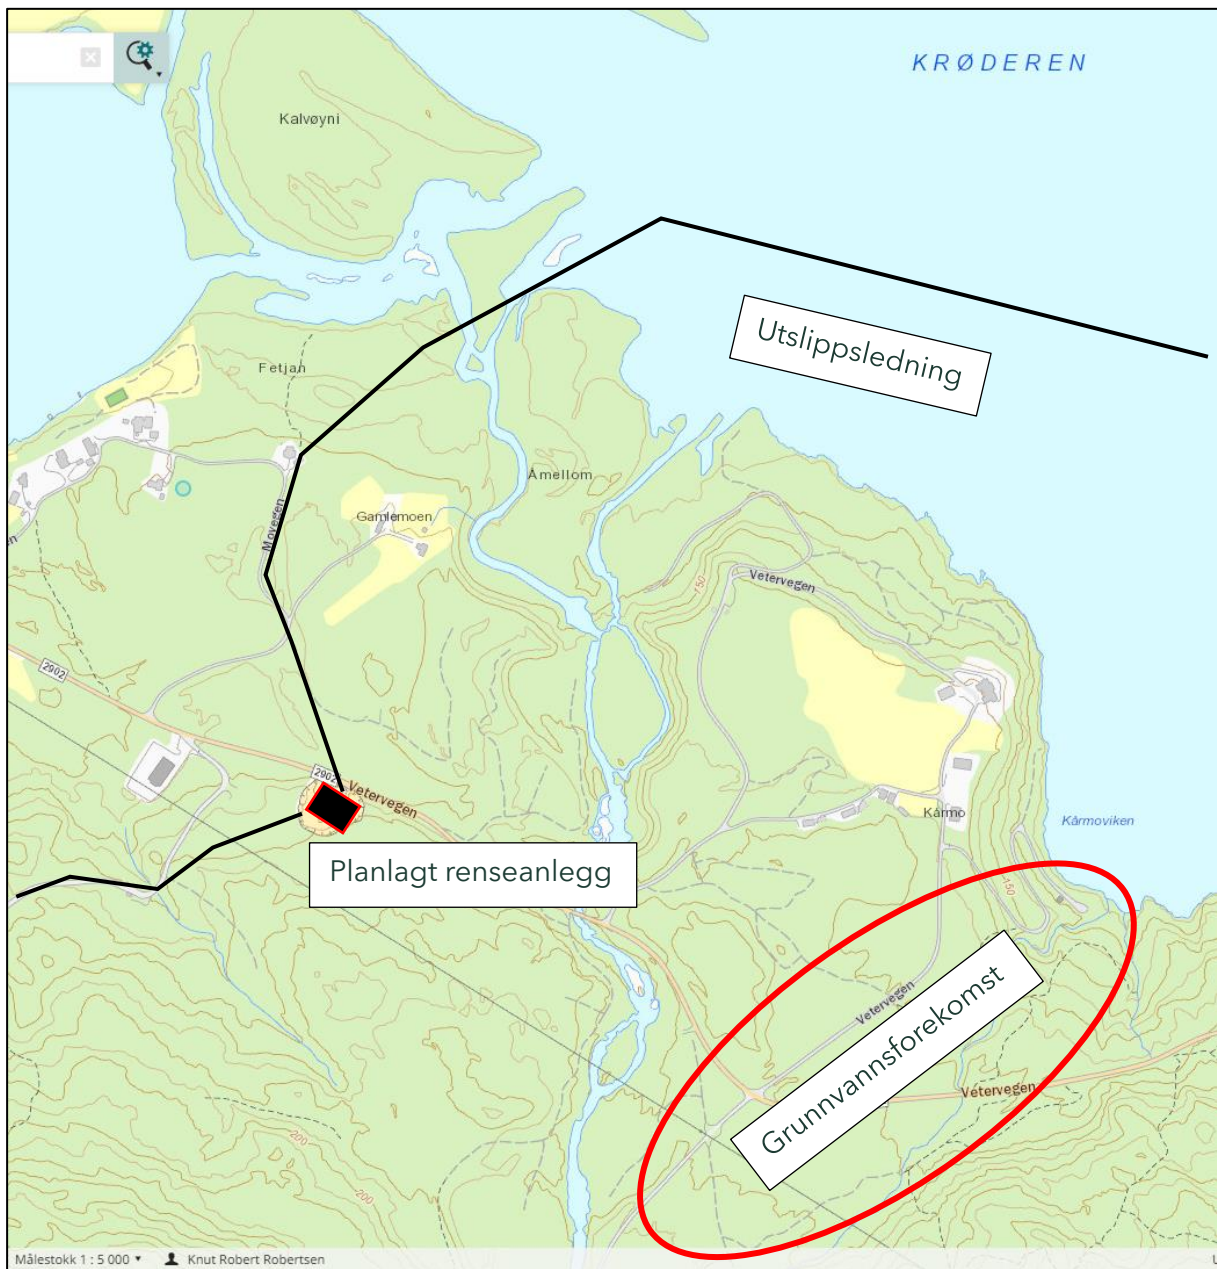 KRØDEREN
Kalvøyni
Utslippsledning
Fetjan
Åmellom
Gamlemoen
Movegen
en
Vetervegen
150
2902
2902
Vetervegen
Kårmo
Kårmoviken
Planlagt renseanlegg
150
Grunnvannsforekomst
Vetervegen
Vetervegen
200
200
Målestokk 1 : 5 000
Knut Robert Robertsen
U